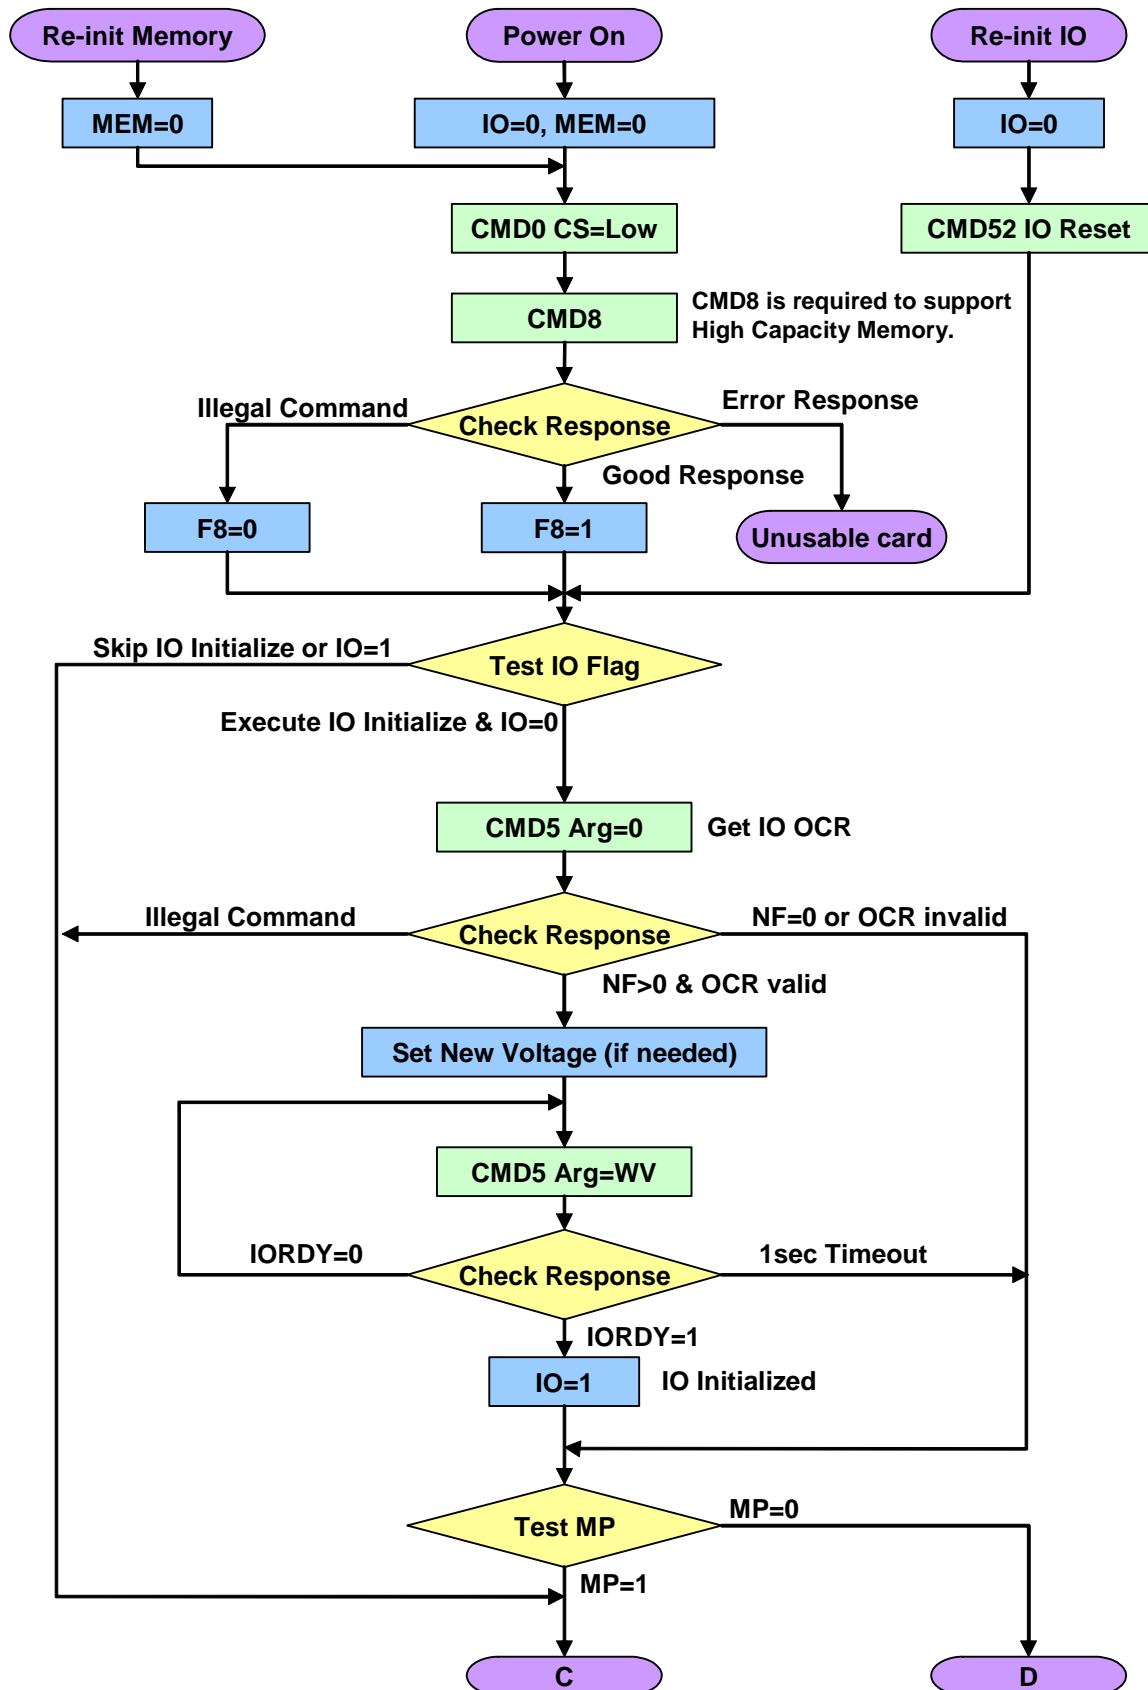 Re-init Memory
Power On
Re-init IO
MEM=0
IO=0, MEM=0
IO=0
CMD0 CS=Low
CMD52 IO Reset
CMD8
CMD8 is required to support
High Capacity Memory.
Illegal Command
Check Response
Error Response
Good Response
F8=0
F8=1
Unusable card
Skip IO Initialize or IO=1
Test IO Flag
Execute IO Initialize & IO=0
CMD5 Arg=0
Get IO OCR
Illegal Command
Check Response
NF=0 or OCR invalid
NF>0 & OCR valid
Set New Voltage (if needed)
CMD5 Arg=WV
IORDY=0
Check Response
1sec Timeout
IORDY=1
IO=1
IO Initialized
Test MP
MP=0
MP=1
C
D